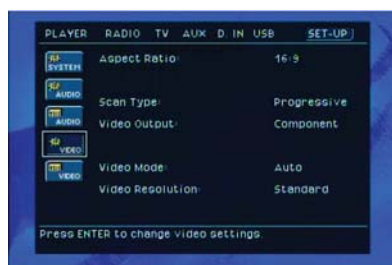 PLAYER RADIO TV AUX D. IN USB SET-UP
SYSTEM
Aspect Ratio: 16:9
AUDIO
Scan Type: Progressive
AUDIO
Video Output: Component
VIDEO
Video Mode: Auto
VIDEO
Video Resolution: Standard
Press ENTER to change video settings.